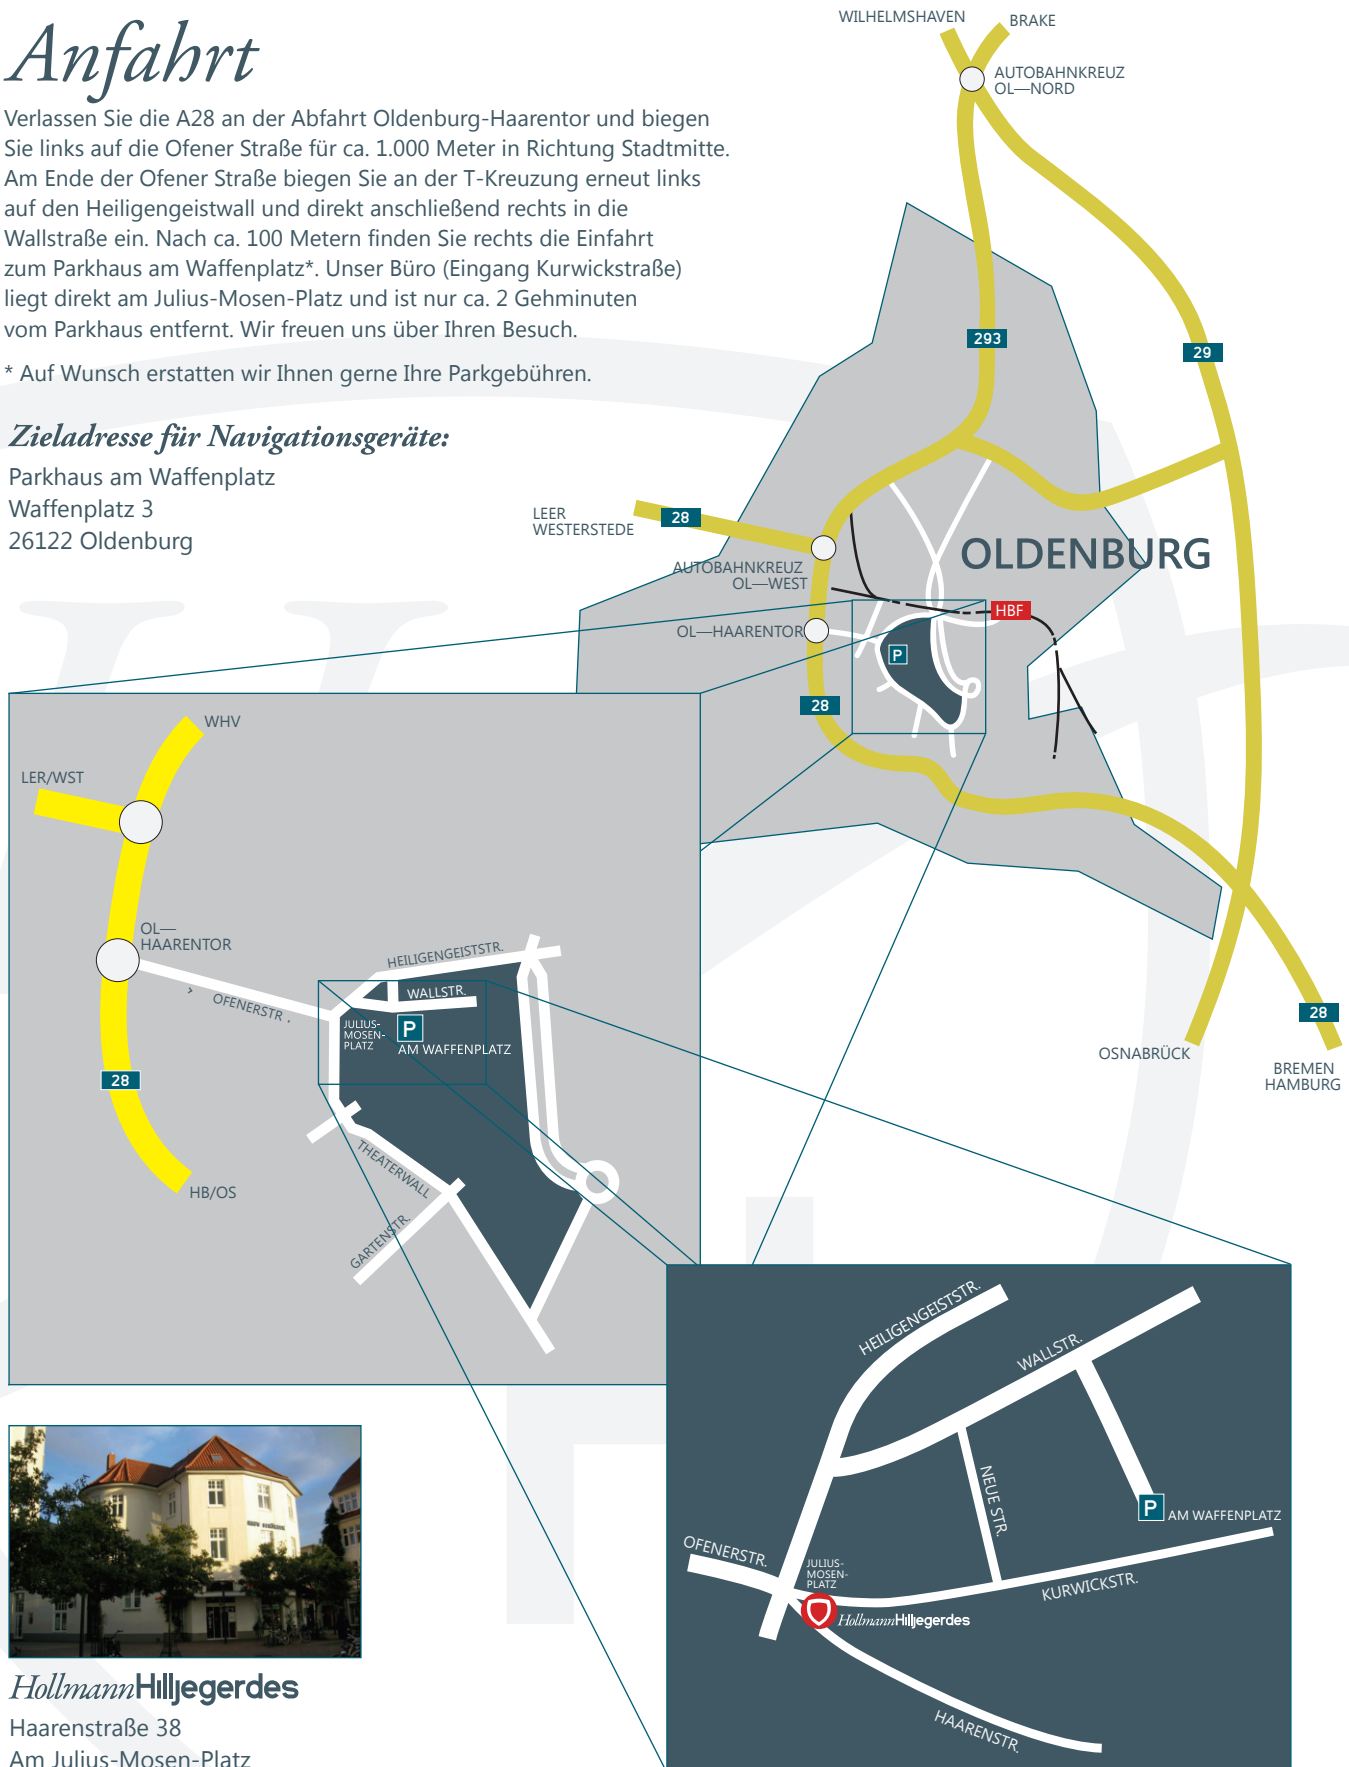 Anfahrt
Verlassen Sie die A28 an der Abfahrt Oldenburg-Haarentor und biegen
Sie links auf die Ofener Straße für ca. 1.000 Meter in Richtung Stadtmitte.
Am Ende der Ofener Straße biegen Sie an der T-Kreuzung erneut links
auf den Heiligengeistwall und direkt anschließend rechts in die
Wallstraße ein. Nach ca. 100 Metern finden Sie rechts die Einfahrt
zum Parkhaus am Waffenplatz*. Unser Büro (Eingang Kurwickstraße)
liegt direkt am Julius-Mosen-Platz und ist nur ca. 2 Gehminuten
vom Parkhaus entfernt. Wir freuen uns über Ihren Besuch.
* Auf Wunsch erstatten wir Ihnen gerne Ihre Parkgebühren.
Zieladresse für Navigationsgeräte:
Parkhaus am Waffenplatz
Waffenplatz 3
26122 Oldenburg
WILHELMSHAVEN
BRAKE
AUTOBAHNKREUZ
OL—NORD
293
29
LEER
WESTERSTEDE
28
OLDENBURG
AUTOBAHNKREUZ
OL—WEST
HBF
OL—HAARENTOR
P
28
28
OSNABRÜCK
BREMEN
HAMBURG
WHV
LER/WST
OL—
HAARENTOR
OFENERSTR.
HEILIGENGEISTSTR.
WALLSTR.
JULIUS-
MOSEN-
PLATZ
P
AM WAFFENPLATZ
28
THEATERWALL
GARTENSTR.
HB/OS
HEILIGENGEISTSTR.
WALLSTR.
NEUE STR.
P
AM WAFFENPLATZ
OFENERSTR.
JULIUS-
MOSEN-
PLATZ
KURWICKSTR.
HollmannHilljegerdes
HAARENSTR.
HollmannHilljegerdes
Haarenstraße 38
Am Julius-Mosen-Platz